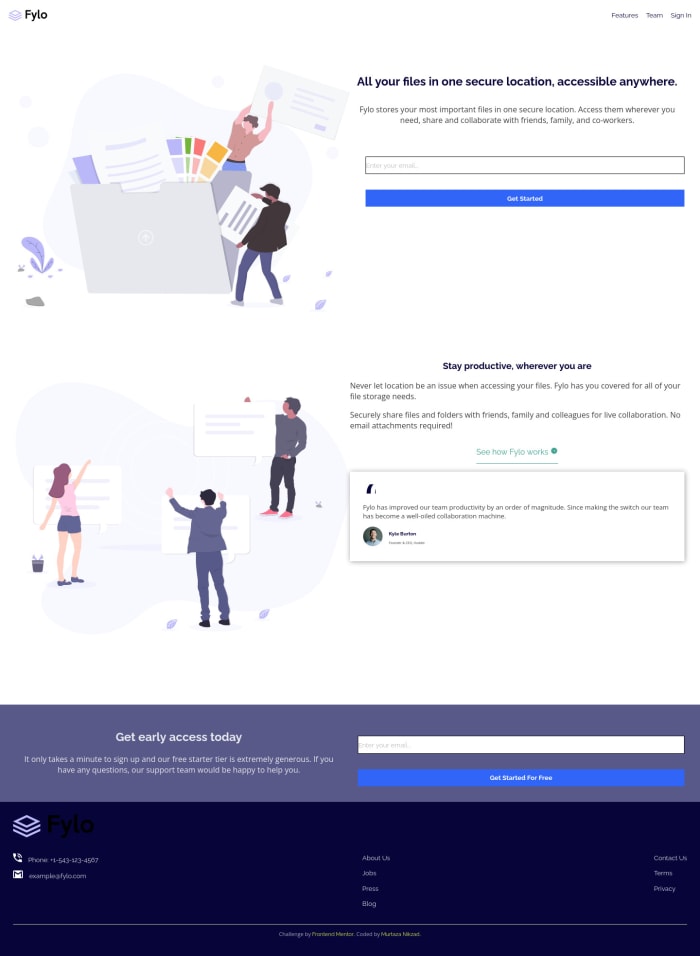 Fylo
Features Team Sign In
All your files in one secure location, accessible anywhere.
Fylo stores your most important files in one secure location. Access them wherever you
need, share and collaborate with friends, family, and co-workers.
Enter your email...
Get Started
Stay productive, wherever you are
Never let location be an issue when accessing your files. Fylo has you covered for all of your
file storage needs.
Securely share files and folders with friends, family and colleagues for live collaboration. No
email attachments required!
See how Fylo works
Fylo has improved our team productivity by an order of magnitude. Since making the switch our team
has become a well-oiled collaboration machine.
Kyle Burton
Founder & CEO, Huddle
Get early access today
It only takes a minute to sign up and our free starter tier is extremely generous. If you
have any questions, our support team would be happy to help you.
Enter your email...
Get Started For Free
Fylo
Phone: +1-543-123-4567
example@fylo.com
About Us
Jobs
Press
Blog
Contact Us
Terms
Privacy
Challenge by Frontend Mentor. Coded by Murtaza Nikzad.